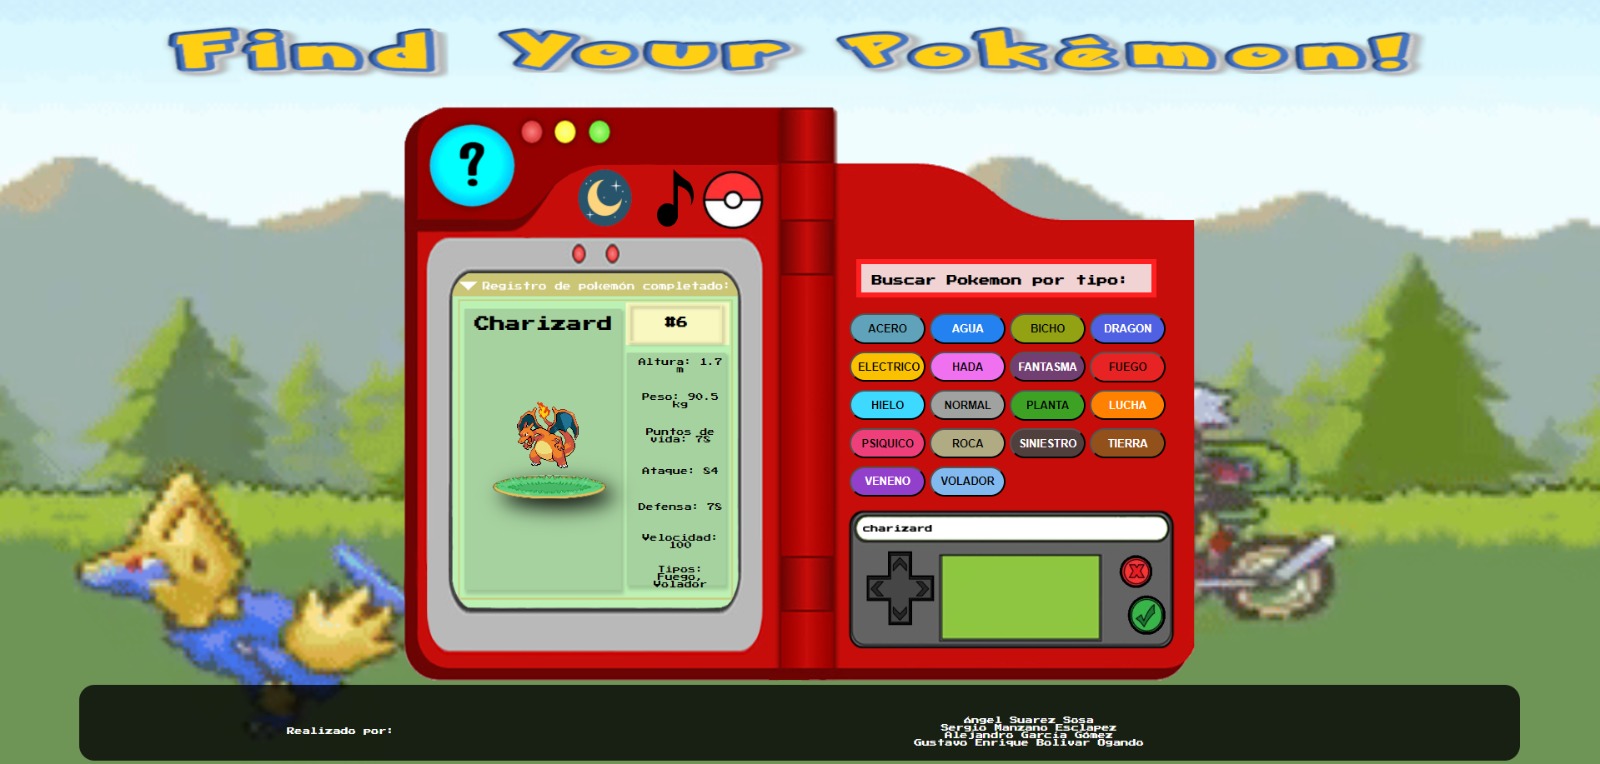 Find Your Pokémon!
?
Registro de pokemón completado:
Charizard
#6
Altura: 1.7
m
Peso: 90.5
kg
Puntos de
vida: 78
Ataque: 84
Defensa: 78
Velocidad:
100
Tipos:
Fuego,
Volador
Buscar Pokemon por tipo:
ACERO AGUA BICHO DRAGON
ELECTRICO HADA FANTASMA FUEGO
HIELO NORMAL PLANTA LUCHA
PSIQUICO ROCA SINIESTRO TIERRA
VENENO VOLADOR
charizard
X
Realizado por:
Ángel Suarez Sosa
Sergio Manzano Esclapez
Alejandro García Gómez
Gustavo Enrique Bolivar Ogando